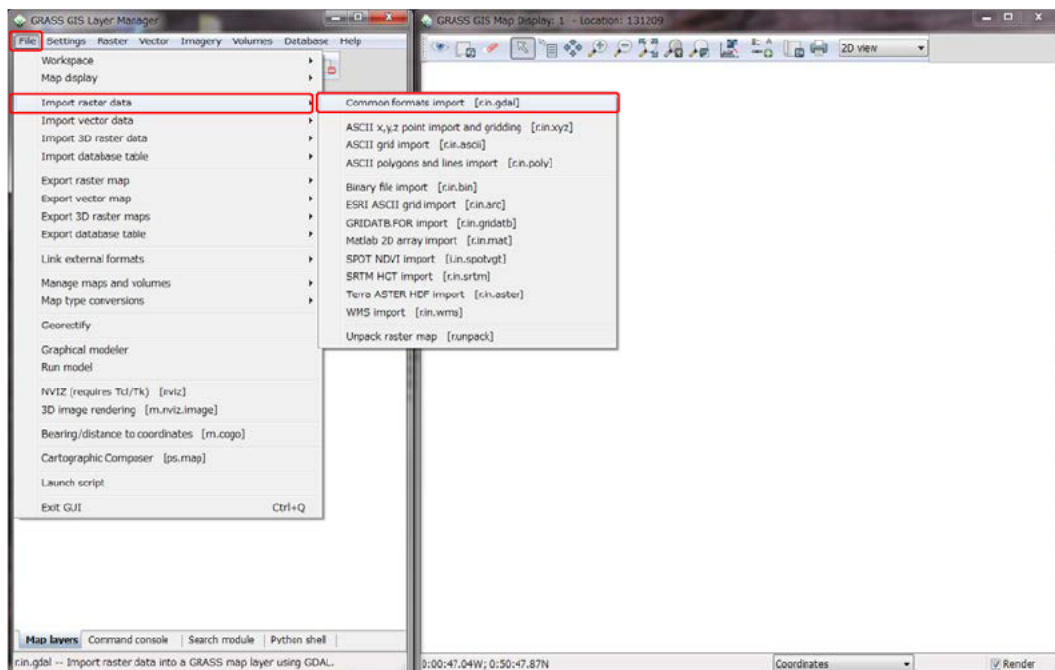 GRASS GIS Layer Manager
File Settings Raster Vector Imagery Volumes Database Help
Workspace
Map display
Import raster data
Import vector data
Import 3D raster data
Import database table
Export raster map
Export vector map
Export 3D raster maps
Export database table
Link external formats
Manage maps and volumes
Map type conversions
Georectify
Graphical modeler
Run model
NVIZ (requires Tcl/Tk) [nviz]
3D image rendering [m.nviz.image]
Bearing/distance to coordinates [m.cogo]
Cartographic Composer [ps.map]
Launch script
Exit GUI Ctrl+Q
Common formats import [r.in.gdal]
ASCII x,y,z point import and gridding [r.in.xyz]
ASCII grid import [r.in.ascii]
ASCII polygons and lines import [r.in.poly]
Binary file import [r.in.bin]
ESRI ASCII grid import [r.in.arc]
GRIDATB.FOR import [r.in.gridatb]
Matlab 2D array import [r.in.mat]
SPOT NDVI import [i.in.spotvgt]
SRTM HGT import [r.in.srtm]
Terra ASTER HDF import [r.in.aster]
WMS import [r.in.wms]
Unpack raster map [r.unpack]
Map layers Command console Search module Python shell
r.in.gdal -- Import raster data into a GRASS map layer using GDAL.
GRASS GIS Map Display: 1 - Location: 131209
2D view
0:00:47.04W; 0:50:47.87N
Coordinates
Render